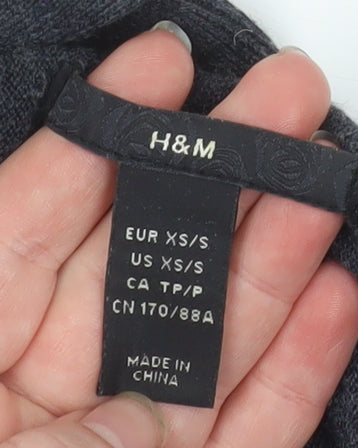 H&M
EUR XS/S
US XS/S
CA TP/P
CN 170/88A
MADE IN
CHINA